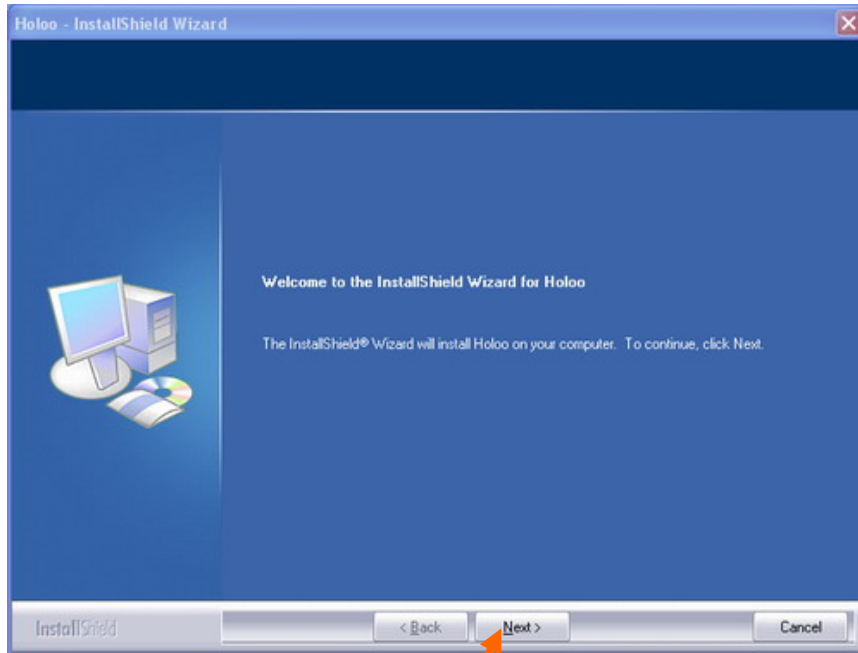 Holoo - InstallShield Wizard
Welcome to the InstallShield Wizard for Holoo
The InstallShield® Wizard will install Holoo on your computer. To continue, click Next.
InstallShield
< Back
Next >
Cancel